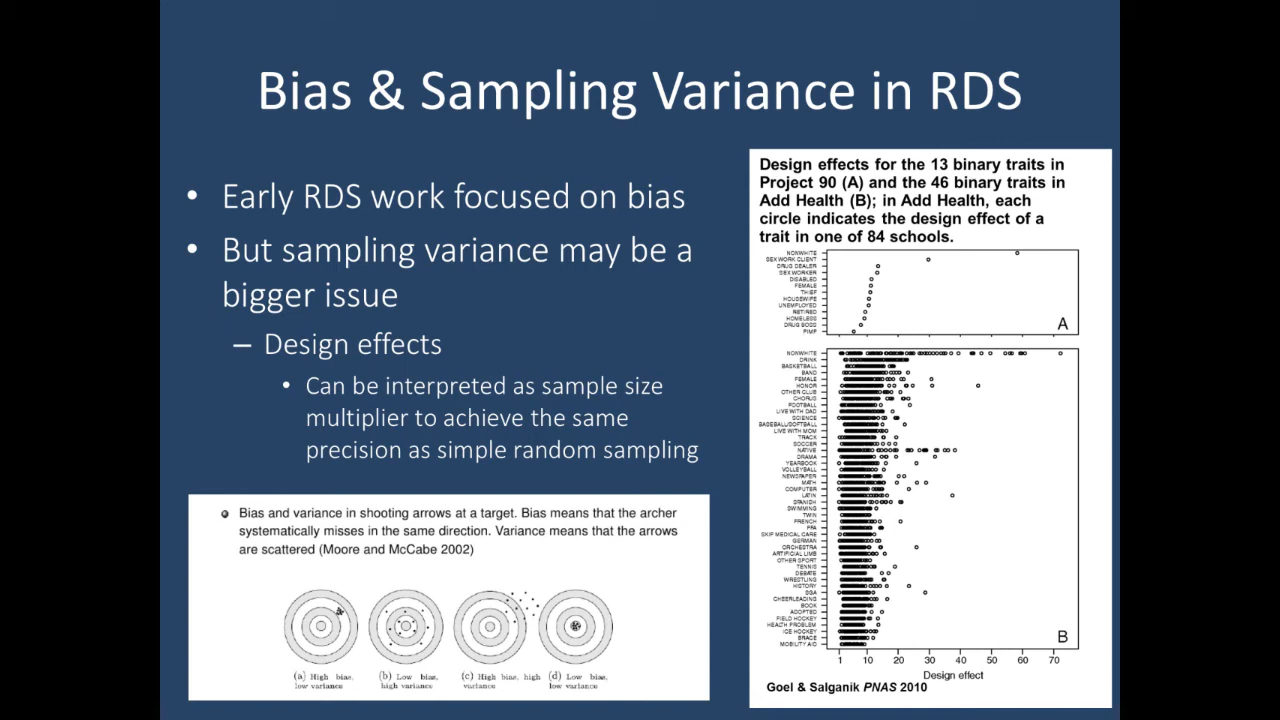 Bias & Sampling Variance in RDS
• Early RDS work focused on bias
• But sampling variance may be a
bigger issue
– Design effects
• Can be interpreted as sample size
multiplier to achieve the same
precision as simple random sampling
Bias and variance in shooting arrows at a target. Bias means that the archer
systematically misses in the same direction. Variance means that the arrows
are scattered (Moore and McCabe 2002)
(a) High bias,
low variance
(b) Low bias,
high variance
(c) High bias, high
variance
(d) Low bias,
low variance
Design effects for the 13 binary traits in
Project 90 (A) and the 46 binary traits in
Add Health (B); in Add Health, each
circle indicates the design effect of a
trait in one of 84 schools.
NONWHITE
SEX WORK CLIENT
DRUG DEALER
SEX WORKER
DISABLED
FEMALE
THIEF
HOUSEWIFE
UNEMPLOYED
RETIRED
HOMELESS
DRUG BOSS
PIMP
A
NONWHITE
DRINK
BASKETBALL
BAND
FEMALE
HONOR
OTHER CLUB
CHORUS
FOOTBALL
LIVE WITH DAD
SCIENCE
BASEBALL/SOFTBALL
LIVE WITH MOM
TRACK
SOCCER
NATIVE
DRAMA
YEARBOOK
VOLLEYBALL
NEWSPAPER
MATH
COMPUTER
LATIN
SPANISH
SWIMMING
TWIN
FRENCH
FFA
SKIP MEDICAL CARE
GERMAN
ORCHESTRA
ARTIFICIAL LIMB
OTHER SPORT
TENNIS
DEBATE
WRESTLING
HISTORY
SGA
CHEERLEADING
BOOK
ADOPTED
FIELD HOCKEY
HEALTH PROBLEM
ICE HOCKEY
BRACE
MOBILITY AID
B
1 10 20 30 40 50 60 70
Design effect
Goel & Salganik PNAS 2010